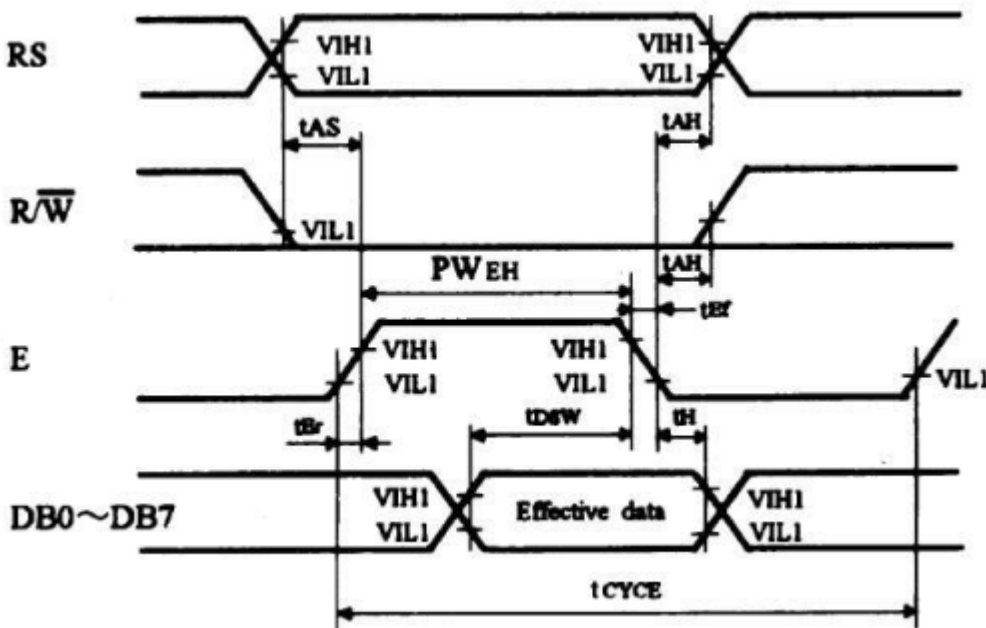 RS VIH1 VIH1
VIL1 VIL1
tAS tAH
R/W̅ VIL1
PWEH tAH
tEf
E VIH1 VIH1
VIL1 VIL1 VIL1
tEr tDSW tH
DB0～DB7 VIH1 Effective data VIH1
VIL1 VIL1
tCYCE